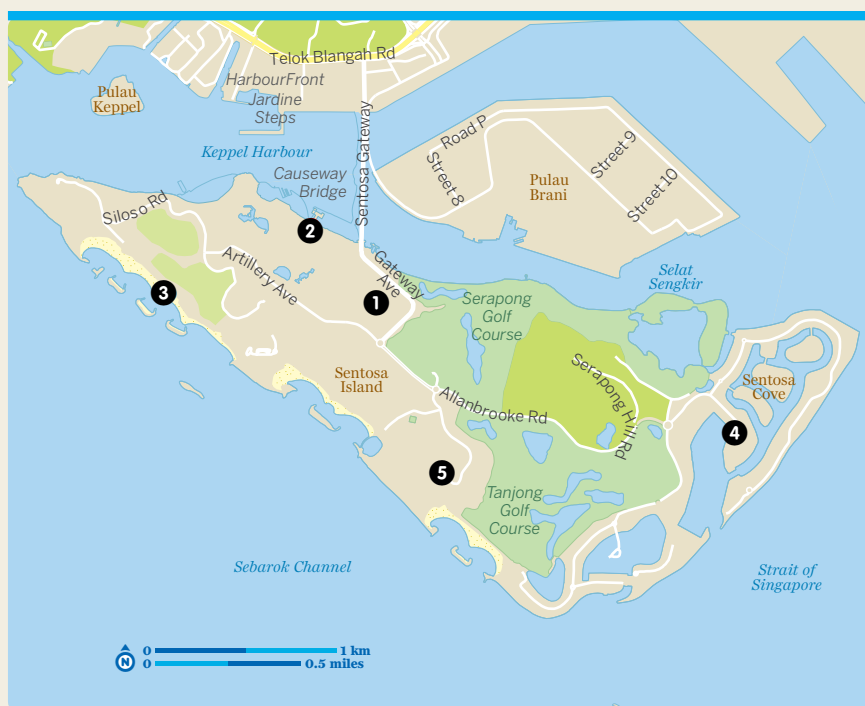 Telok Blangah Rd
HarbourFront
Jardine
Steps
Pulau
Keppel
Keppel Harbour
Sentosa Gateway
Causeway
Bridge
Road P
Street 8
Street 9
Street 10
Pulau
Brani
Siloso Rd
2
Artillery Ave
Gateway
Ave
Selat
Sengkir
3
1
Serapong
Golf
Course
Sentosa
Island
Serapong Hill Rd
Sentosa
Cove
Allanbrooke Rd
4
5
Tanjong
Golf
Course
Sebarok Channel
Strait of
Singapore
N
0 1 km
0 0.5 miles